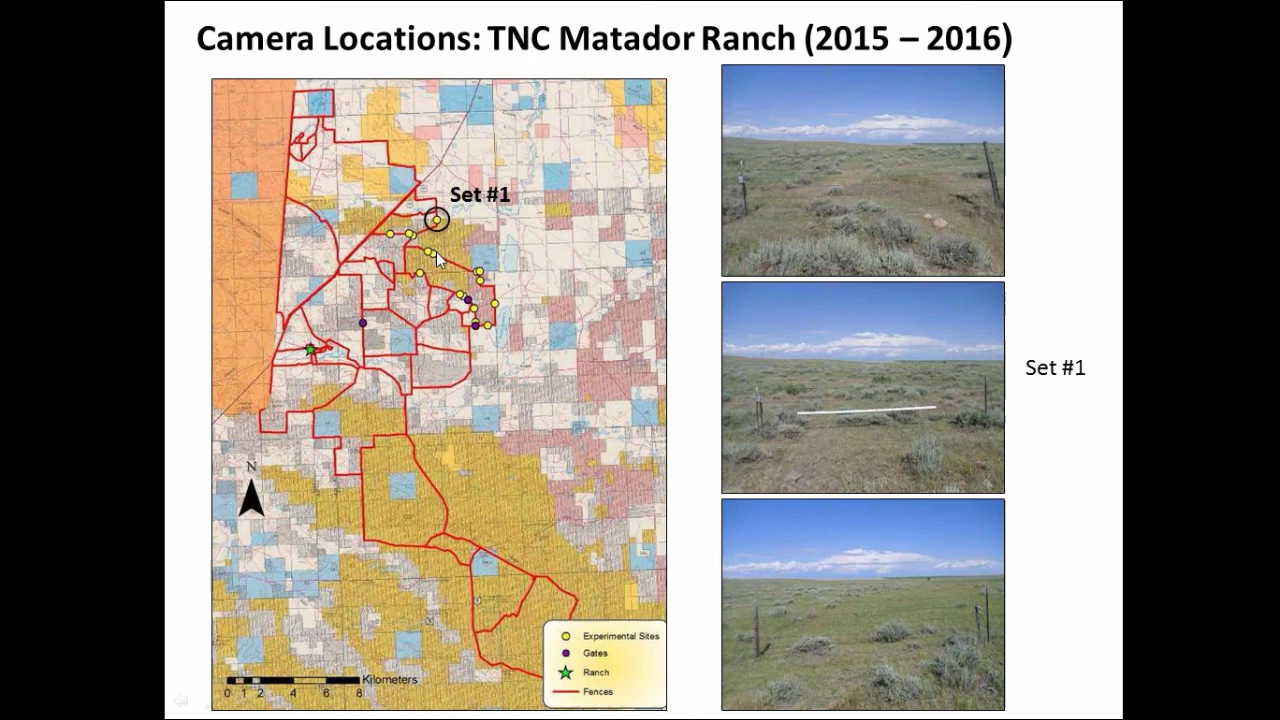 Camera Locations: TNC Matador Ranch (2015 – 2016)
Set #1
Set #1
N
Kilometers
0 1 2 4 6 8
Experimental Sites
Gates
Ranch
Fences